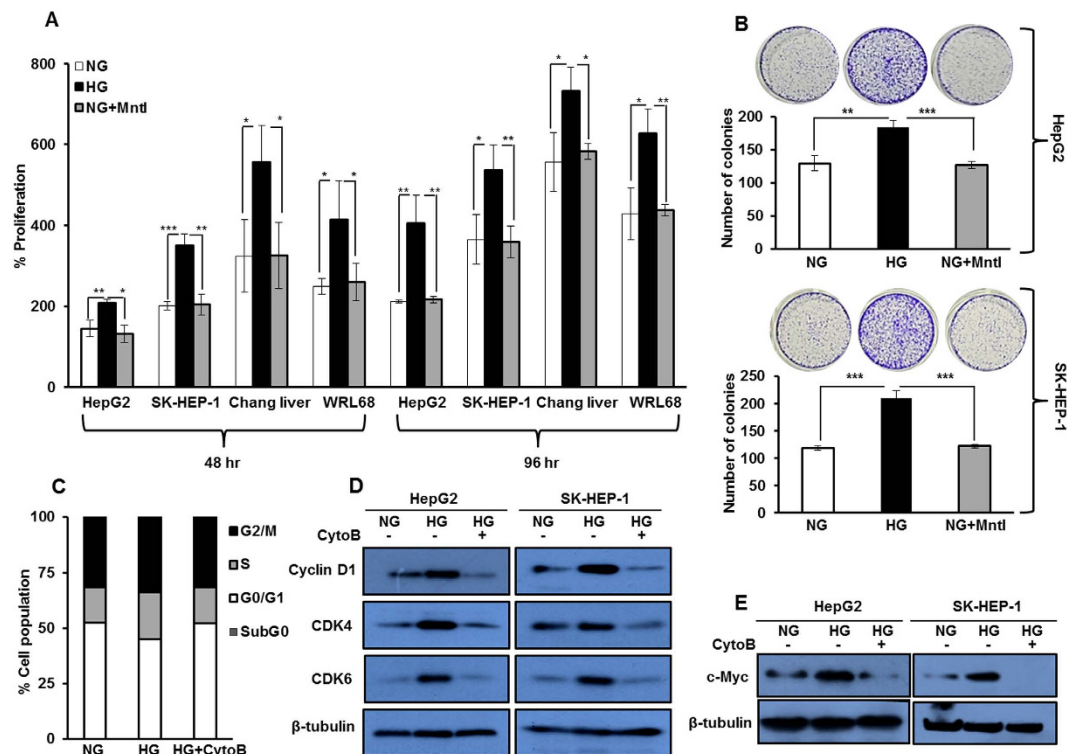 A
800
600
400
200
0
% Proliferation
NG
HG
NG+Mntl
** *
*** **
* *
* *
** **
* **
* *
* **
HepG2 SK-HEP-1 Chang liver WRL68 HepG2 SK-HEP-1 Chang liver WRL68
48 hr 96 hr
B
200
150
100
50
0
Number of colonies
** ***
NG HG NG+Mntl
HepG2
250
200
150
100
50
0
Number of colonies
*** ***
NG HG NG+Mntl
SK-HEP-1
C
100
75
50
25
0
% Cell population
G2/M
S
G0/G1
SubG0
NG HG HG+CytoB
D
HepG2 SK-HEP-1
NG HG HG NG HG HG
CytoB - - + - - +
Cyclin D1
CDK4
CDK6
β-tubulin
E
HepG2 SK-HEP-1
NG HG HG NG HG HG
CytoB - - + - - +
c-Myc
β-tubulin